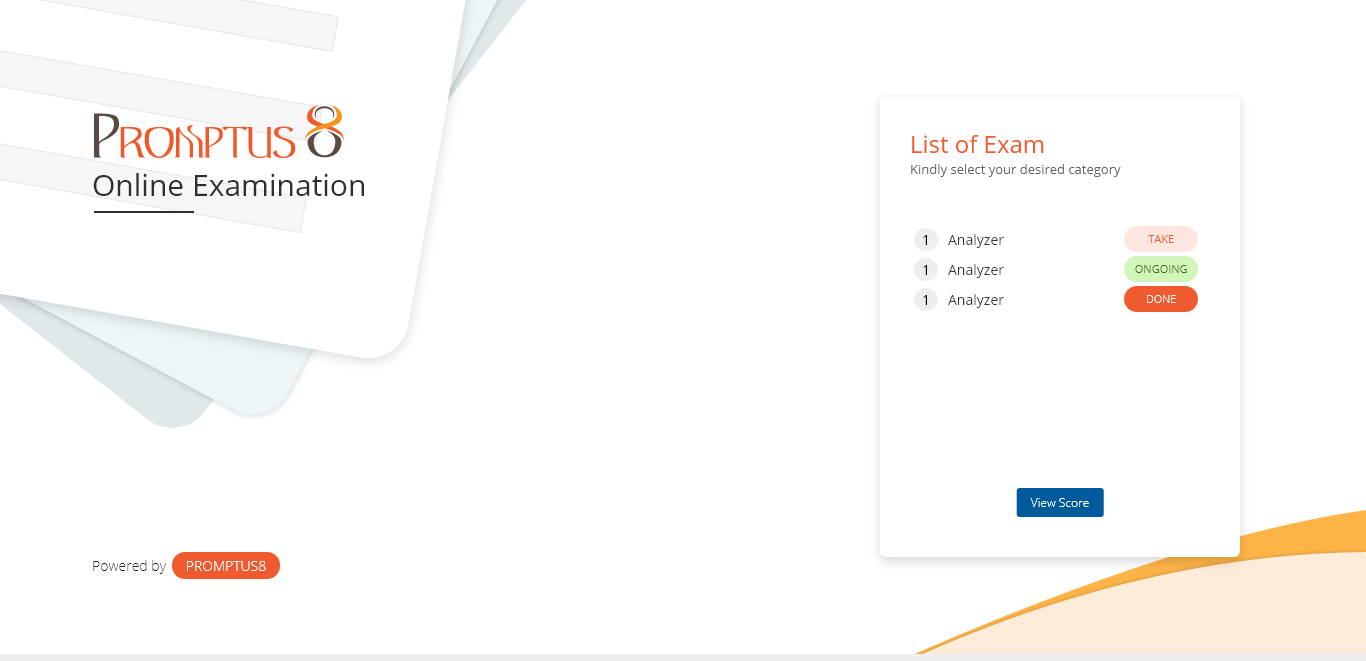 PROMPTUS 8
Online Examination
List of Exam
Kindly select your desired category
1 Analyzer TAKE
1 Analyzer ONGOING
1 Analyzer DONE
View Score
Powered by PROMPTUS8